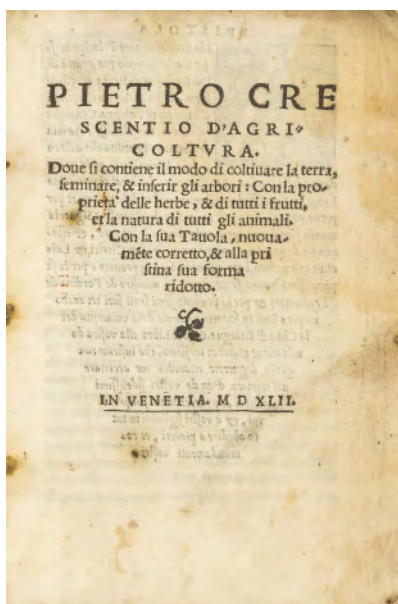 PIETRO CRE
SCENTIO D'AGRI⸗
COLTVRA.
Doue si contiene il modo di coltiuare la terra,
seminare, & inserir gli arbori: Con la pro⸗
prieta' delle herbe, & di tutti i frutti,
et la natura di tutti gli animali.
Con la sua Tauola, nuoua⸗
mẽte corretto, & alla pri
stina sua forma
ridotto.
IN VENETIA. M D XLII.